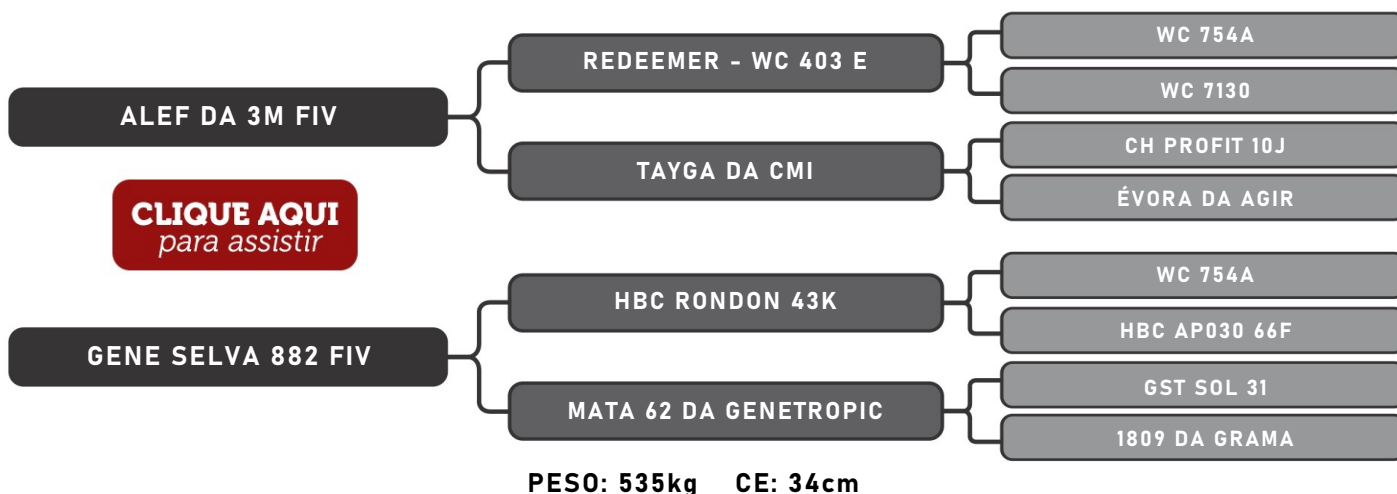 ALEF DA 3M FIV
REDEEMER - WC 403 E
WC 754A
WC 7130
TAYGA DA CMI
CH PROFIT 10J
ÉVORA DA AGIR
CLIQUE AQUI
para assistir
GENE SELVA 882 FIV
HBC RONDON 43K
WC 754A
HBC AP030 66F
MATA 62 DA GENETROPIC
GST SOL 31
1809 DA GRAMA
PESO: 535kg CE: 34cm